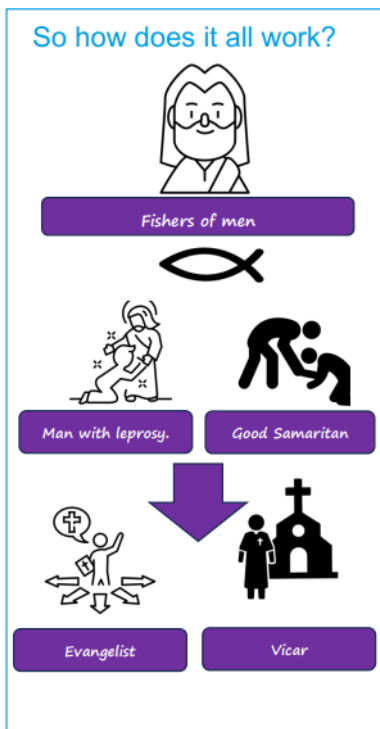 So how does it all work?
Fishers of men
Man with leprosy.
Good Samaritan
Evangelist
Vicar